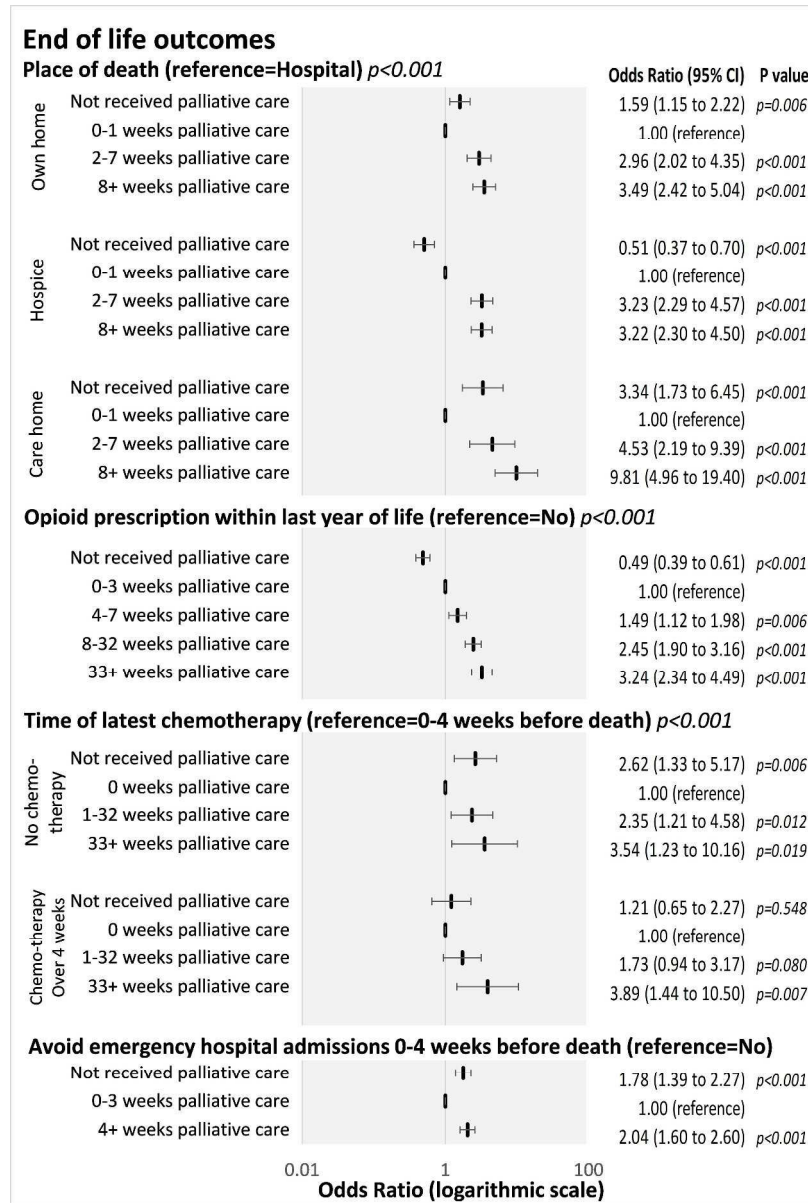 End of life outcomes
Place of death (reference=Hospital) p<0.001
Odds Ratio (95% CI) P value
Own home
Not received palliative care 1.59 (1.15 to 2.22) p=0.006
0-1 weeks palliative care 1.00 (reference)
2-7 weeks palliative care 2.96 (2.02 to 4.35) p<0.001
8+ weeks palliative care 3.49 (2.42 to 5.04) p<0.001
Hospice
Not received palliative care 0.51 (0.37 to 0.70) p<0.001
0-1 weeks palliative care 1.00 (reference)
2-7 weeks palliative care 3.23 (2.29 to 4.57) p<0.001
8+ weeks palliative care 3.22 (2.30 to 4.50) p<0.001
Care home
Not received palliative care 3.34 (1.73 to 6.45) p<0.001
0-1 weeks palliative care 1.00 (reference)
2-7 weeks palliative care 4.53 (2.19 to 9.39) p<0.001
8+ weeks palliative care 9.81 (4.96 to 19.40) p<0.001
Opioid prescription within last year of life (reference=No) p<0.001
Not received palliative care 0.49 (0.39 to 0.61) p<0.001
0-3 weeks palliative care 1.00 (reference)
4-7 weeks palliative care 1.49 (1.12 to 1.98) p=0.006
8-32 weeks palliative care 2.45 (1.90 to 3.16) p<0.001
33+ weeks palliative care 3.24 (2.34 to 4.49) p<0.001
Time of latest chemotherapy (reference=0-4 weeks before death) p<0.001
No chemo-
therapy
Not received palliative care 2.62 (1.33 to 5.17) p=0.006
0 weeks palliative care 1.00 (reference)
1-32 weeks palliative care 2.35 (1.21 to 4.58) p=0.012
33+ weeks palliative care 3.54 (1.23 to 10.16) p=0.019
Chemo-therapy
Over 4 weeks
Not received palliative care 1.21 (0.65 to 2.27) p=0.548
0 weeks palliative care 1.00 (reference)
1-32 weeks palliative care 1.73 (0.94 to 3.17) p=0.080
33+ weeks palliative care 3.89 (1.44 to 10.50) p=0.007
Avoid emergency hospital admissions 0-4 weeks before death (reference=No)
Not received palliative care 1.78 (1.39 to 2.27) p<0.001
0-3 weeks palliative care 1.00 (reference)
4+ weeks palliative care 2.04 (1.60 to 2.60) p<0.001
0.01 1 100
Odds Ratio (logarithmic scale)